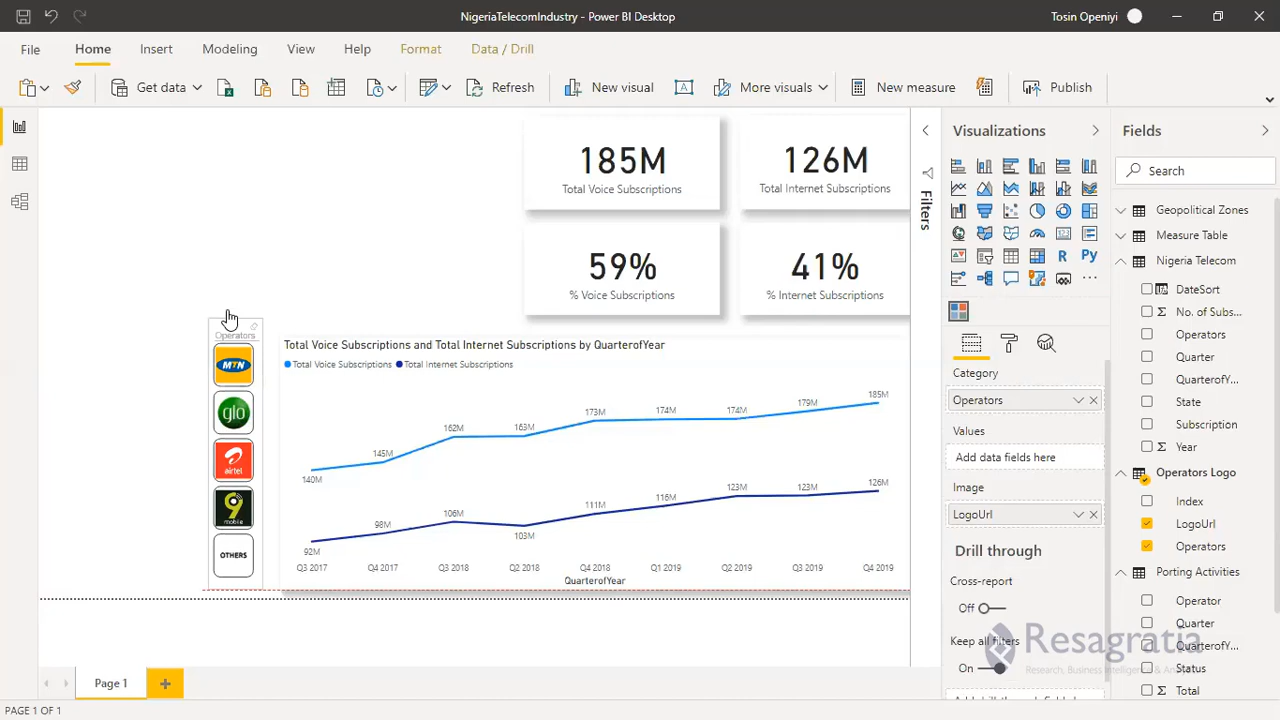 NigeriaTelecomIndustry - Power BI Desktop
Tosin Openiyi
File
Home
Insert
Modeling
View
Help
Format
Data / Drill
Get data
Refresh
New visual
More visuals
New measure
Publish
185M
Total Voice Subscriptions
126M
Total Internet Subscriptions
59%
% Voice Subscriptions
41%
% Internet Subscriptions
Operators
MTN
glo
airtel
9
mobile
OTHERS
Total Voice Subscriptions and Total Internet Subscriptions by QuarterofYear
Total Voice Subscriptions
Total Internet Subscriptions
140M
145M
162M
163M
173M
174M
174M
179M
185M
92M
98M
106M
103M
111M
116M
123M
123M
126M
Q3 2017
Q4 2017
Q3 2018
Q2 2018
Q4 2018
Q1 2019
Q2 2019
Q3 2019
Q4 2019
QuarterofYear
Filters
Visualizations
R
Py
Category
Operators
Values
Add data fields here
Image
LogoUrl
Drill through
Cross-report
Off
Keep all filters
On
Fields
Search
Geopolitical Zones
Measure Table
Nigeria Telecom
DateSort
No. of Subs...
Operators
Quarter
QuarterofY...
State
Subscription
Year
Operators Logo
Index
LogoUrl
Operators
Porting Activities
Operator
Quarter
QuarterofY...
Status
Total
Resagratia
Research, Business Intelligence &
Page 1
PAGE 1 OF 1